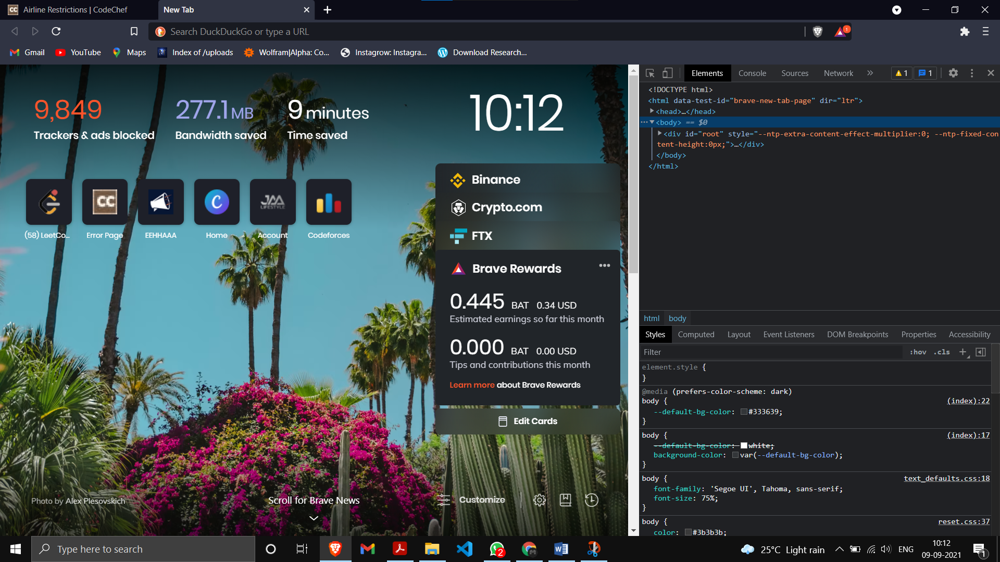 Airline Restrictions | CodeChef
New Tab
Search DuckDuckGo or type a URL
1
Gmail
YouTube
Maps
Index of /uploads
Wolfram|Alpha: Co...
Instagrow: Instagra...
Download Research...
9,849
Trackers & ads blocked
277.1 MB
Bandwidth saved
9 minutes
Time saved
10:12
CC
C
JAA
LIFESTYLE
(58) LeetCo...
Error Page
EEHHAAA
Home
Account
Codeforces
Binance
Crypto.com
FTX
Brave Rewards
0.445 BAT 0.34 USD
Estimated earnings so far this month
0.000 BAT 0.00 USD
Tips and contributions this month
Learn more about Brave Rewards
Edit Cards
Photo by Alex Plesovskich
Scroll for Brave News
Customize
Elements
Console
Sources
Network
1
1
<!DOCTYPE html>
<html data-test-id="brave-new-tab-page" dir="ltr">
<head>…</head>
<body> == $0
<div id="root" style="--ntp-extra-content-effect-multiplier:0; --ntp-fixed-con
tent-height:0px;">…</div>
</body>
</html>
html body
Styles
Computed
Layout
Event Listeners
DOM Breakpoints
Properties
Accessibility
Filter
:hov .cls
element.style {
}
@media (prefers-color-scheme: dark)
body { (index):22
--default-bg-color: #333639;
}
body { (index):17
--default-bg-color: white;
background-color: var(--default-bg-color);
}
body { text_defaults.css:18
font-family: 'Segoe UI', Tahoma, sans-serif;
font-size: 75%;
}
body { reset.css:37
color: #3b3b3b;
Type here to search
2
25°C Light rain
ENG
10:12
09-09-2021
1